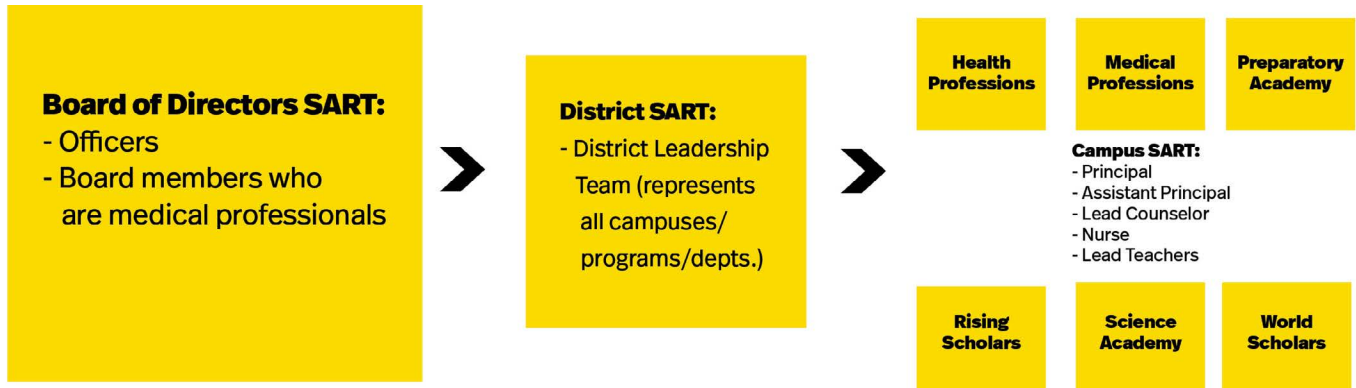 Board of Directors SART:
- Officers
- Board members who
are medical professionals
District SART:
- District Leadership
Team (represents
all campuses/
programs/depts.)
Health
Professions
Medical
Professions
Preparatory
Academy
Campus SART:
- Principal
- Assistant Principal
- Lead Counselor
- Nurse
- Lead Teachers
Rising
Scholars
Science
Academy
World
Scholars